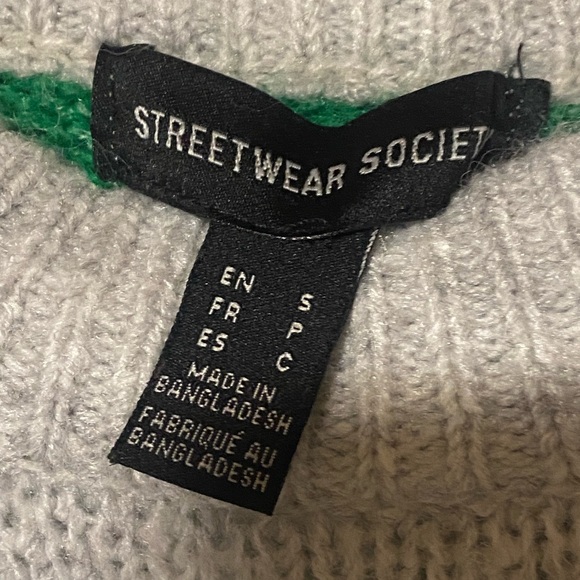 STREETWEAR SOCIET
EN S
FR P
ES C
MADE IN
BANGLADESH
FABRIQUÉ AU
BANGLADESH